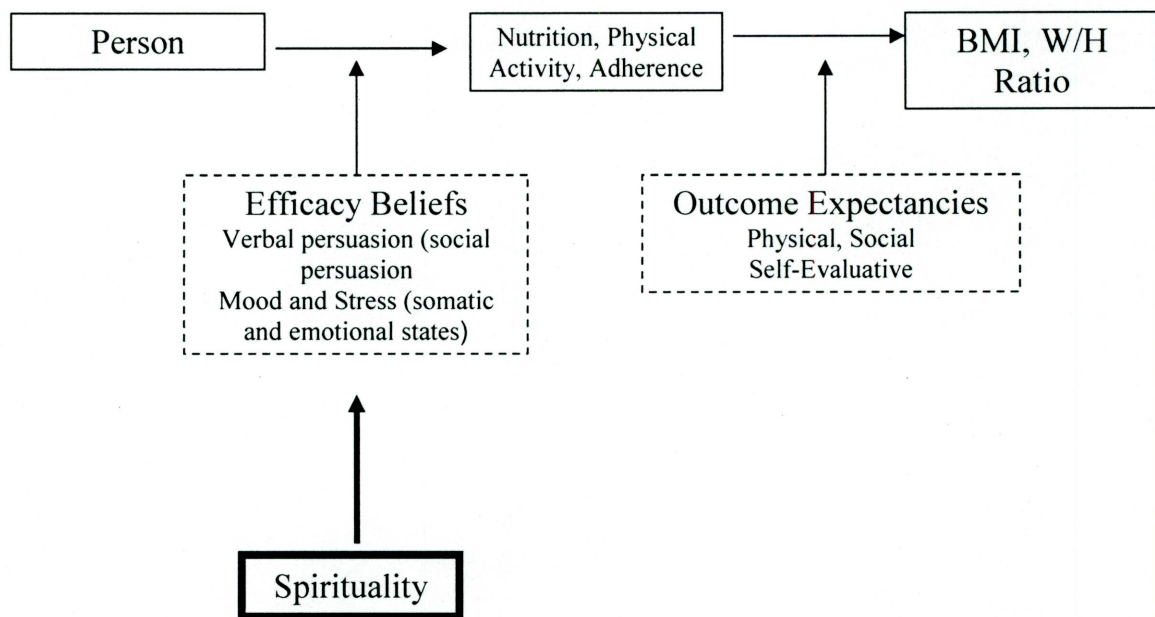 Person
Nutrition, Physical
Activity, Adherence
BMI, W/H
Ratio
Efficacy Beliefs
Verbal persuasion (social
persuasion
Mood and Stress (somatic
and emotional states)
Outcome Expectancies
Physical, Social
Self-Evaluative
Spirituality